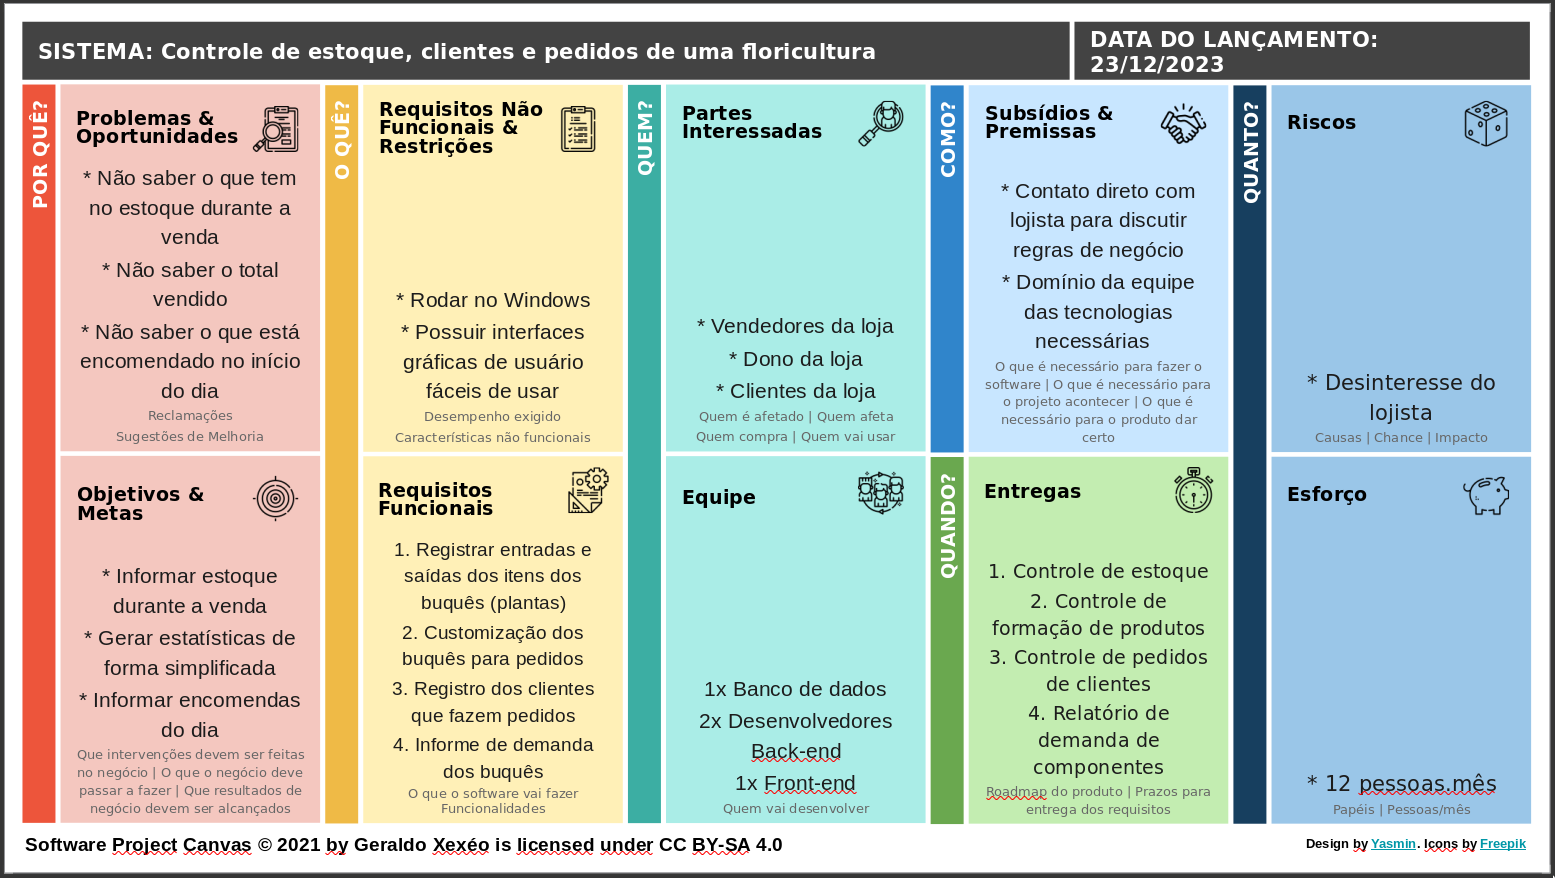 SISTEMA: Controle de estoque, clientes e pedidos de uma floricultura
DATA DO LANÇAMENTO:
23/12/2023
POR QUÊ?
Problemas &
Oportunidades
* Não saber o que tem
no estoque durante a
venda
* Não saber o total
vendido
* Não saber o que está
encomendado no início
do dia
Reclamações
Sugestões de Melhoria
Objetivos &
Metas
* Informar estoque
durante a venda
* Gerar estatísticas de
forma simplificada
* Informar encomendas
do dia
Que intervenções devem ser feitas
no negócio | O que o negócio deve
passar a fazer | Que resultados de
negócio devem ser alcançados
O QUÊ?
Requisitos Não
Funcionais &
Restrições
* Rodar no Windows
* Possuir interfaces
gráficas de usuário
fáceis de usar
Desempenho exigido
Características não funcionais
Requisitos
Funcionais
1. Registrar entradas e
saídas dos itens dos
buquês (plantas)
2. Customização dos
buquês para pedidos
3. Registro dos clientes
que fazem pedidos
4. Informe de demanda
dos buquês
O que o software vai fazer
Funcionalidades
QUEM?
Partes
Interessadas
* Vendedores da loja
* Dono da loja
* Clientes da loja
Quem é afetado | Quem afeta
Quem compra | Quem vai usar
Equipe
1x Banco de dados
2x Desenvolvedores
Back-end
1x Front-end
Quem vai desenvolver
COMO?
Subsídios &
Premissas
* Contato direto com
lojista para discutir
regras de negócio
* Domínio da equipe
das tecnologias
necessárias
O que é necessário para fazer o
software | O que é necessário para
o projeto acontecer | O que é
necessário para o produto dar
certo
QUANDO?
Entregas
1. Controle de estoque
2. Controle de
formação de produtos
3. Controle de pedidos
de clientes
4. Relatório de
demanda de
componentes
Roadmap do produto | Prazos para
entrega dos requisitos
QUANTO?
Riscos
* Desinteresse do
lojista
Causas | Chance | Impacto
Esforço
* 12 pessoas.mês
Papéis | Pessoas/mês
Software Project Canvas © 2021 by Geraldo Xexéo is licensed under CC BY-SA 4.0
Design by Yasmin. Icons by Freepik